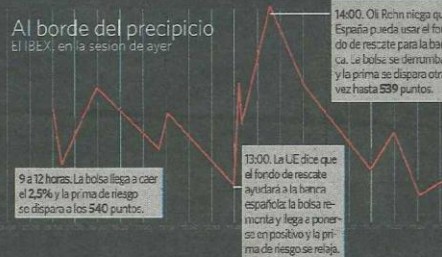 Al borde del precipicio
El IBEX, en la sesión de ayer
9 a 12 horas. La bolsa llega a caer
el 2,5% y la prima de riesgo
se dispara a los 540 puntos.
13:00. La UE dice que
el fondo de rescate
ayudará a la banca
española: la bolsa re-
monta y llega a poner-
se en positivo y la pri-
ma de riesgo se relaja.
14:00. Oli Rehn niega que
España pueda usar el fon-
do de rescate para la ban-
ca. La bolsa se derrumba
y la prima se dispara otra
vez hasta 539 puntos.